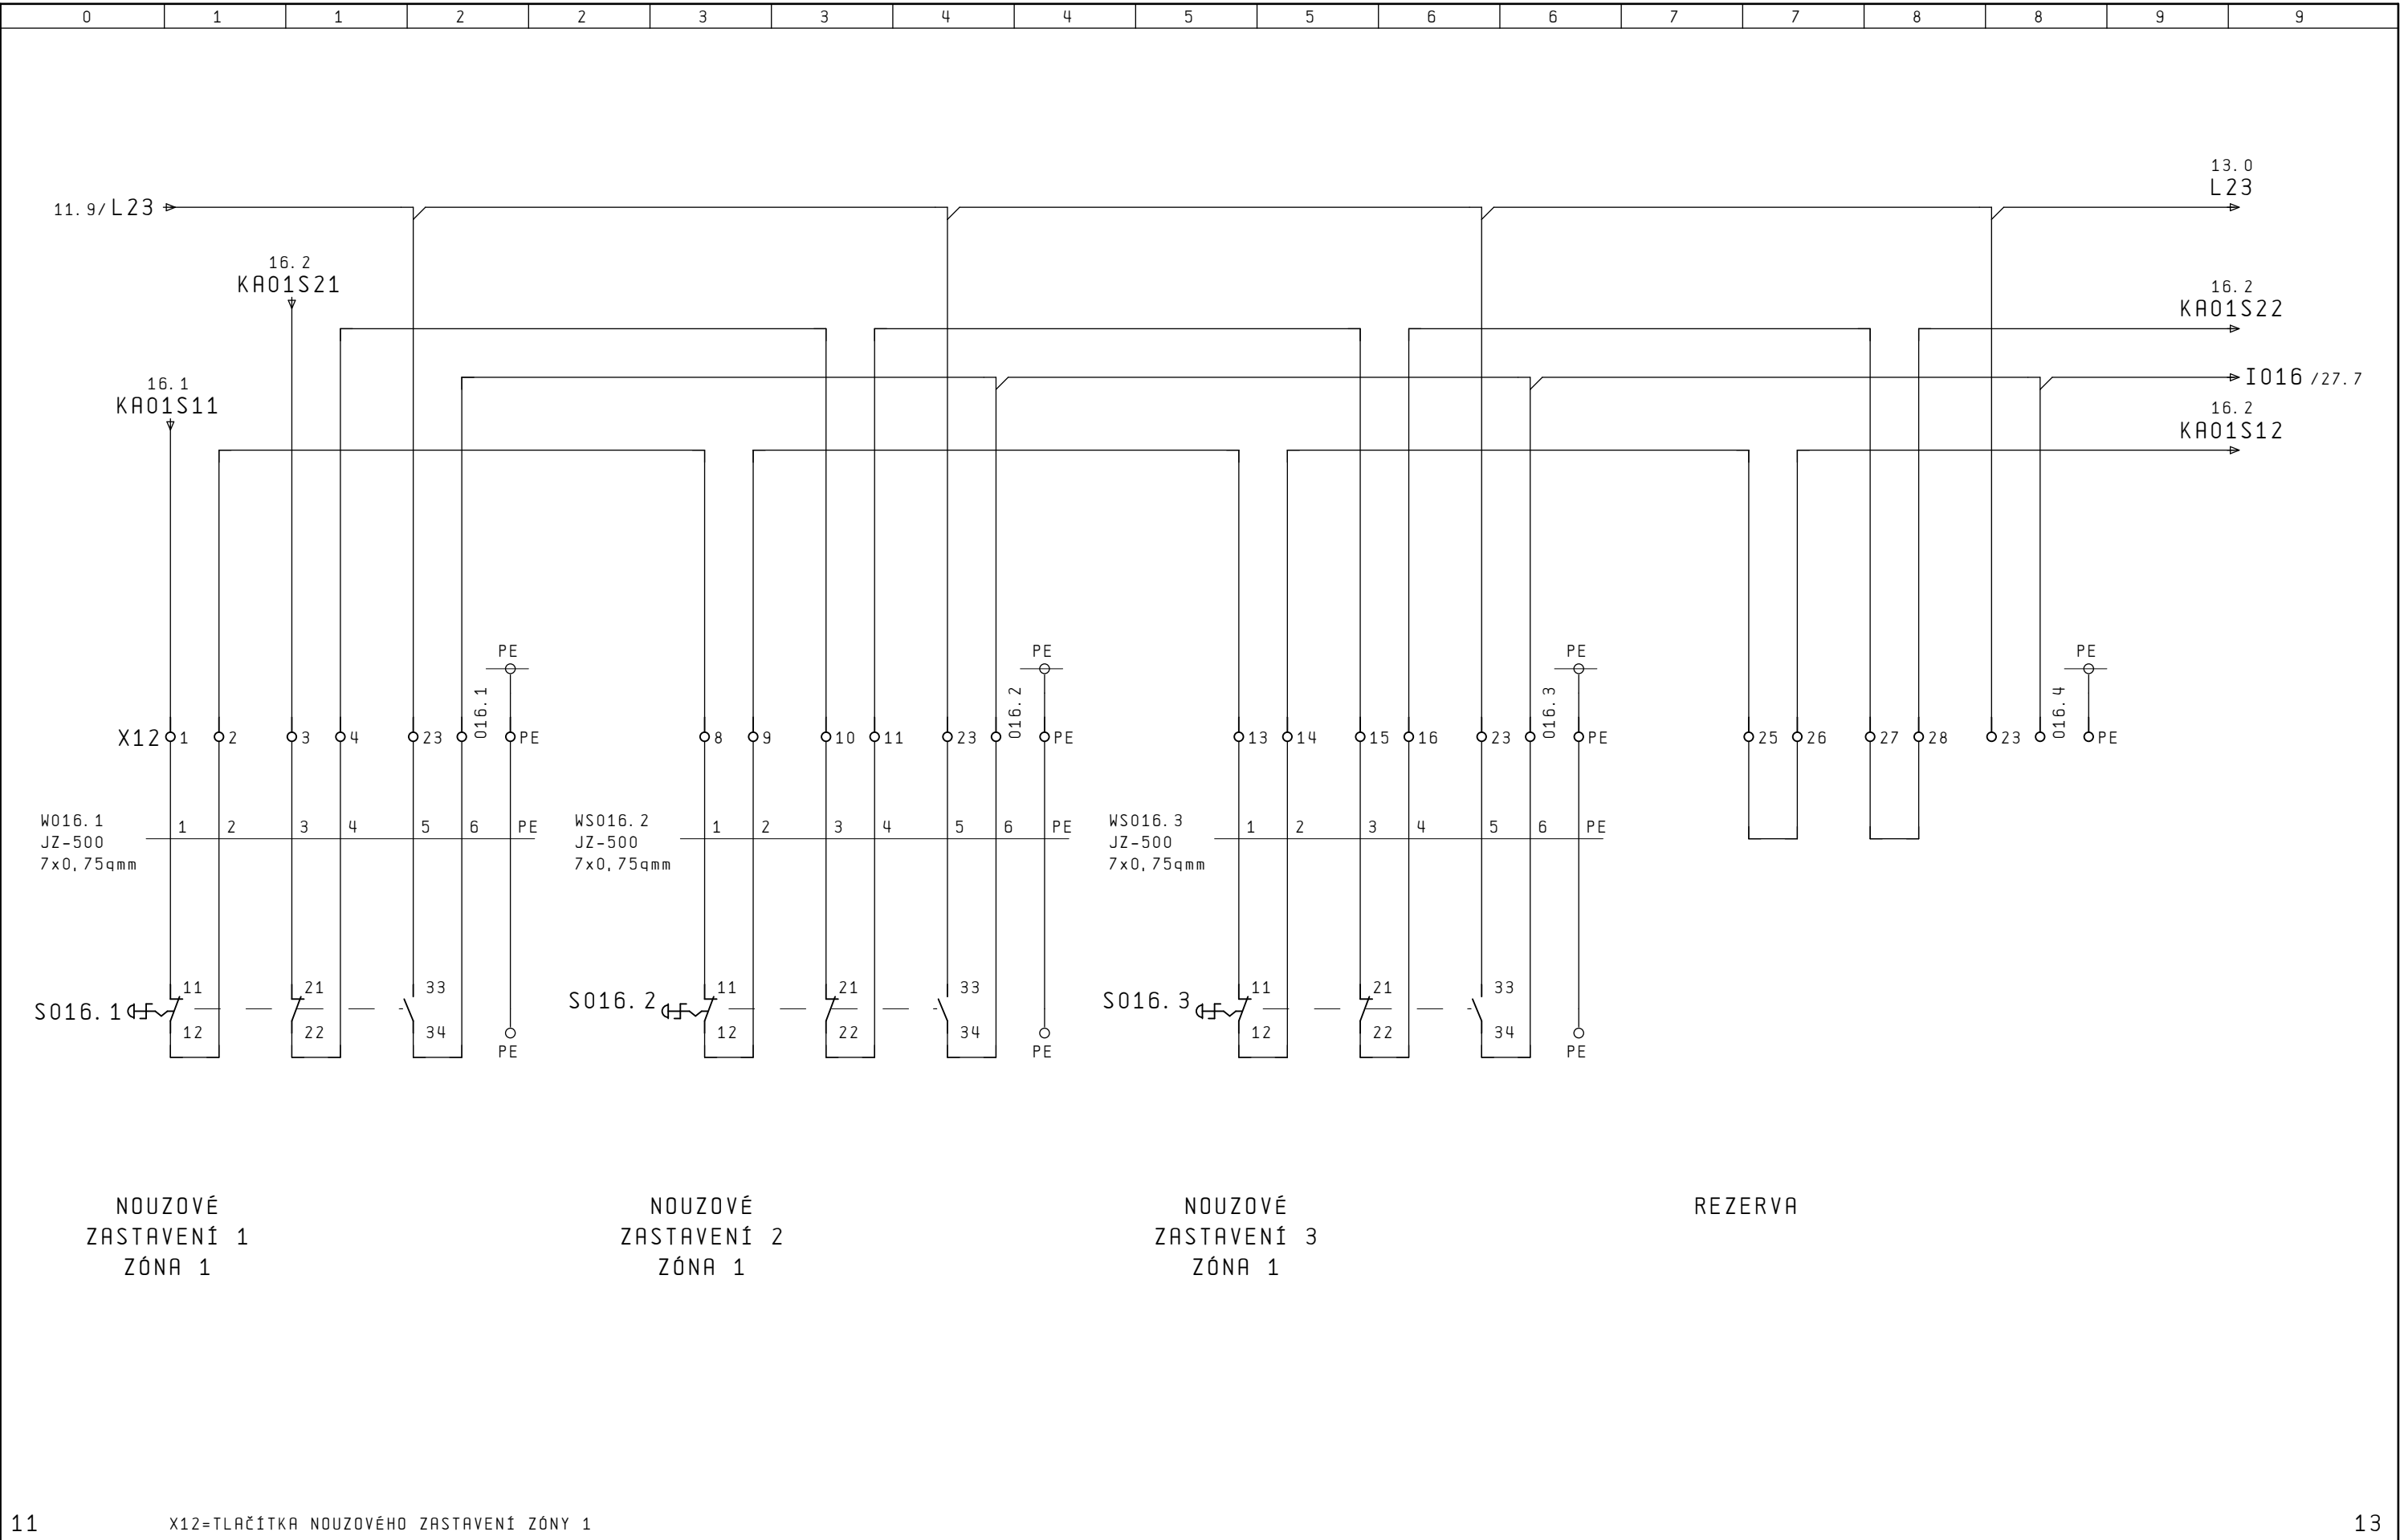 0 1 1 2 2 3 3 4 4 5 5 6 6 7 7 8 8 9 9
13.0
L23
11.9/L23
16.2
KA01S21
16.2
KA01S22
I016 /27.7
16.1
KA01S11
16.2
KA01S12
PE PE PE PE
016.1 016.2 016.3 016.4
X12 1 2 3 4 23 PE 8 9 10 11 23 PE 13 14 15 16 23 PE 25 26 27 28 23 PE
W016.1
JZ-500
7x0,75qmm
1 2 3 4 5 6 PE
WS016.2
JZ-500
7x0,75qmm
1 2 3 4 5 6 PE
WS016.3
JZ-500
7x0,75qmm
1 2 3 4 5 6 PE
11 21 33 11 21 33 11 21 33
S016.1 S016.2 S016.3
12 22 34 12 22 34 12 22 34
PE PE PE
NOUZOVÉ
ZASTAVENÍ 1
ZÓNA 1
NOUZOVÉ
ZASTAVENÍ 2
ZÓNA 1
NOUZOVÉ
ZASTAVENÍ 3
ZÓNA 1
REZERVA
11
X12=TLAČÍTKA NOUZOVÉHO ZASTAVENÍ ZÓNY 1
13